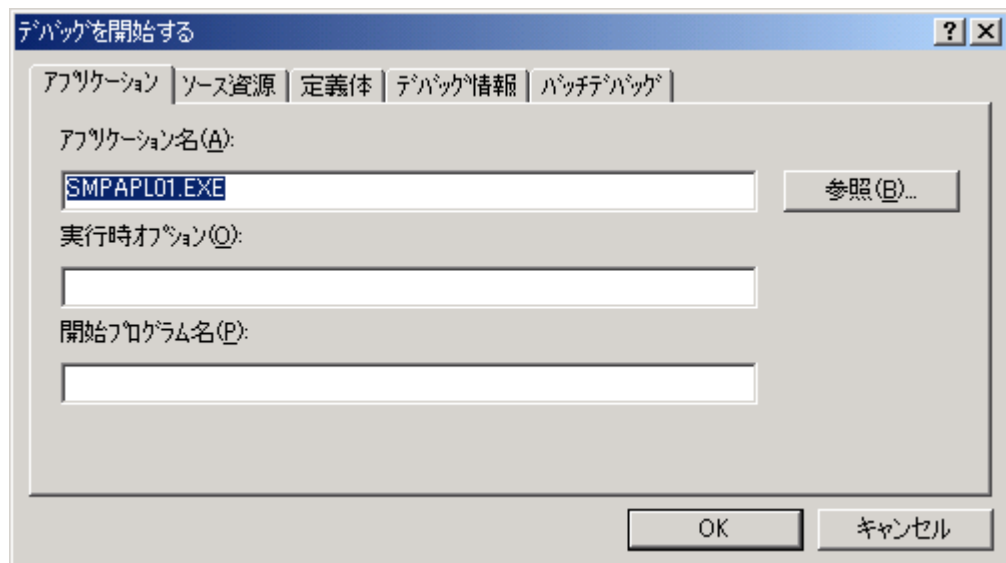 デバッグを開始する
アプリケーション ソース資源 定義体 デバッグ情報 バッチデバッグ
アプリケーション名(A):
SMPAPL01.EXE 参照(B)...
実行時オプション(O):
開始プログラム名(P):
OK キャンセル